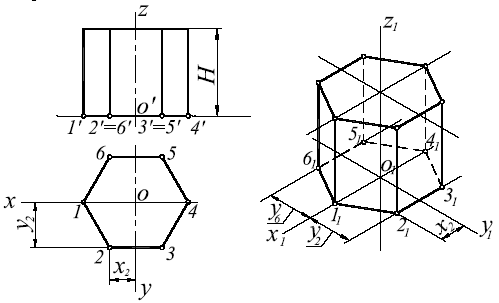 z
H
o'
1' 2'=6' 3'=5' 4'
6 5
x 1 o 4
y₂
2 3
x₂
y
z₁
5₁ 4₁
6₁ o₁
3₁
y₆ 1₁ x₂ y₁
x₁ y₂ 2₁